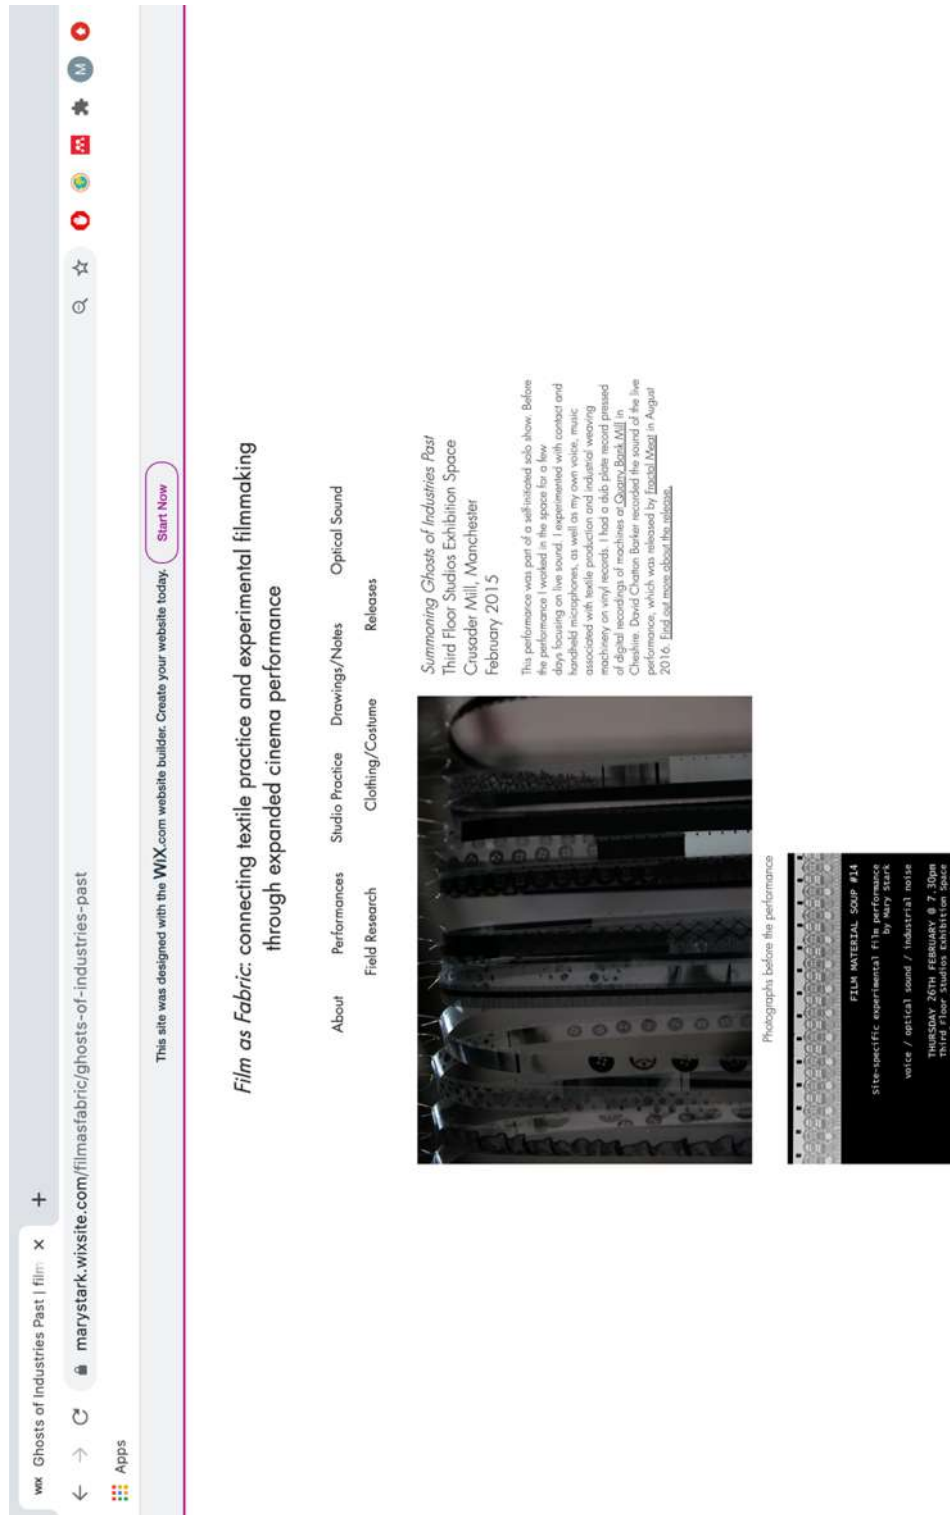 WiX Ghosts of Industries Past | film
marystark.wixsite.com/filmasfabric/ghosts-of-industries-past
M
Apps
This site was designed with the WiX.com website builder. Create your website today. Start Now
Film as Fabric: connecting textile practice and experimental filmmaking
through expanded cinema performance
About Performances Studio Practice Drawings/Notes Optical Sound
Field Research Clothing/Costume Releases
Summoning Ghosts of Industries Past
Third Floor Studios Exhibition Space
Crusader Mill, Manchester
February 2015
This performance was part of a self-initiated solo show. Before
the performance I worked in the space for a few
days focusing on live sound. I experimented with contact and
handheld microphones, as well as my own voice, music
associated with textile production and industrial weaving
machinery on vinyl records. I had a dub plate record pressed
of digital recordings of machines at Quarry Bank Mill in
Cheshire. David Chatton Barker recorded the sound of the live
performance, which was released by Fractal Meat in August
2016. Find out more about the release.
Photographs before the performance
FILM MATERIAL SOUP #14
Site-specific experimental film performance
by Mary Stark
voice / optical sound / industrial noise
THURSDAY 26TH FEBRUARY @ 7.30pm
Third Floor Studios Exhibition Space